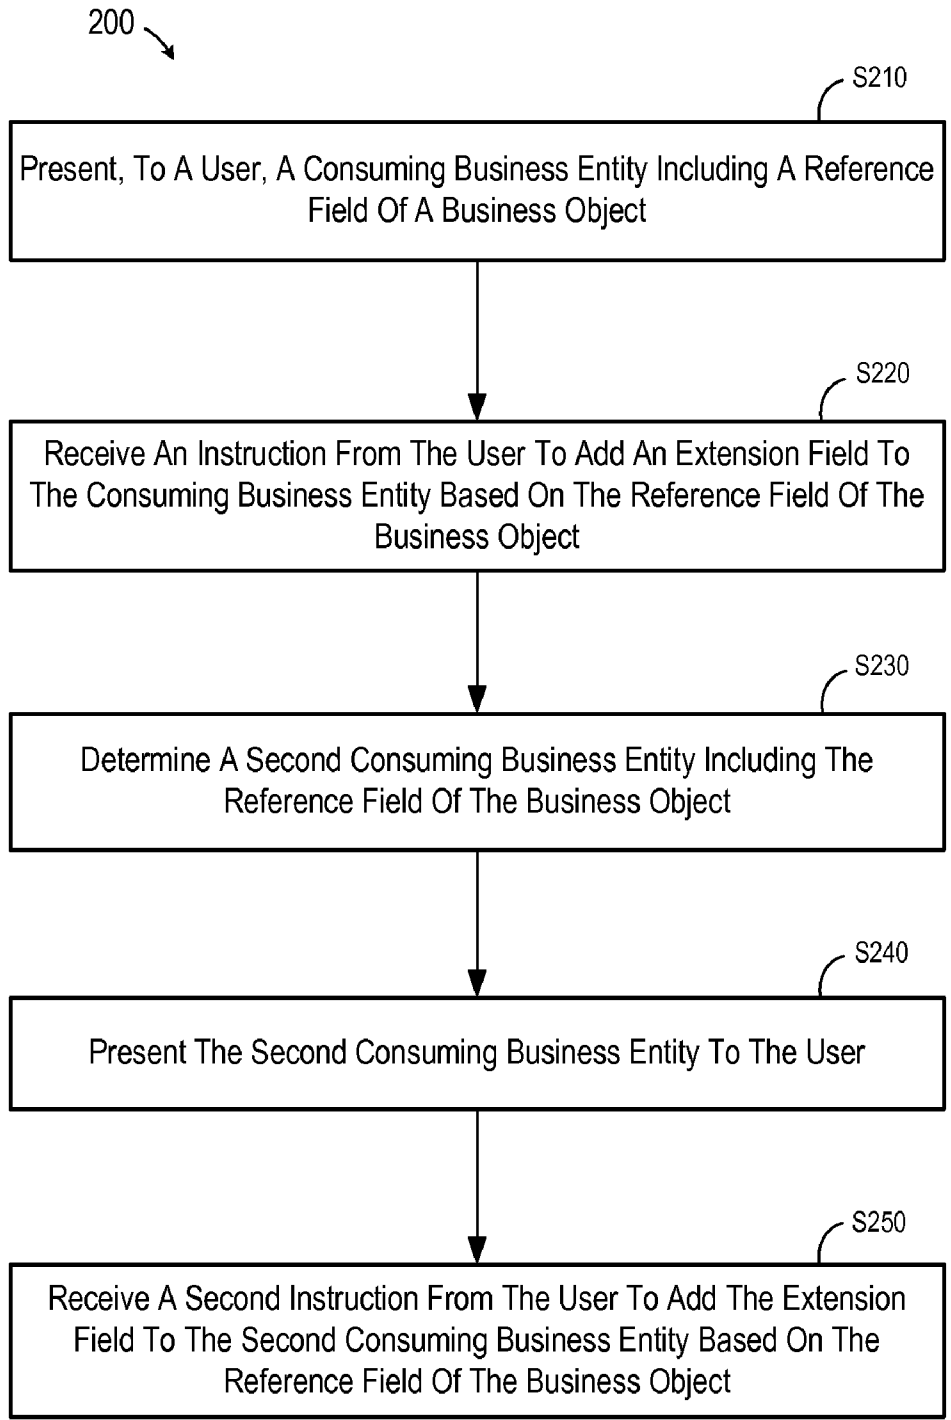 200
S210
Present, To A User, A Consuming Business Entity Including A Reference
Field Of A Business Object
S220
Receive An Instruction From The User To Add An Extension Field To
The Consuming Business Entity Based On The Reference Field Of The
Business Object
S230
Determine A Second Consuming Business Entity Including The
Reference Field Of The Business Object
S240
Present The Second Consuming Business Entity To The User
S250
Receive A Second Instruction From The User To Add The Extension
Field To The Second Consuming Business Entity Based On The
Reference Field Of The Business Object